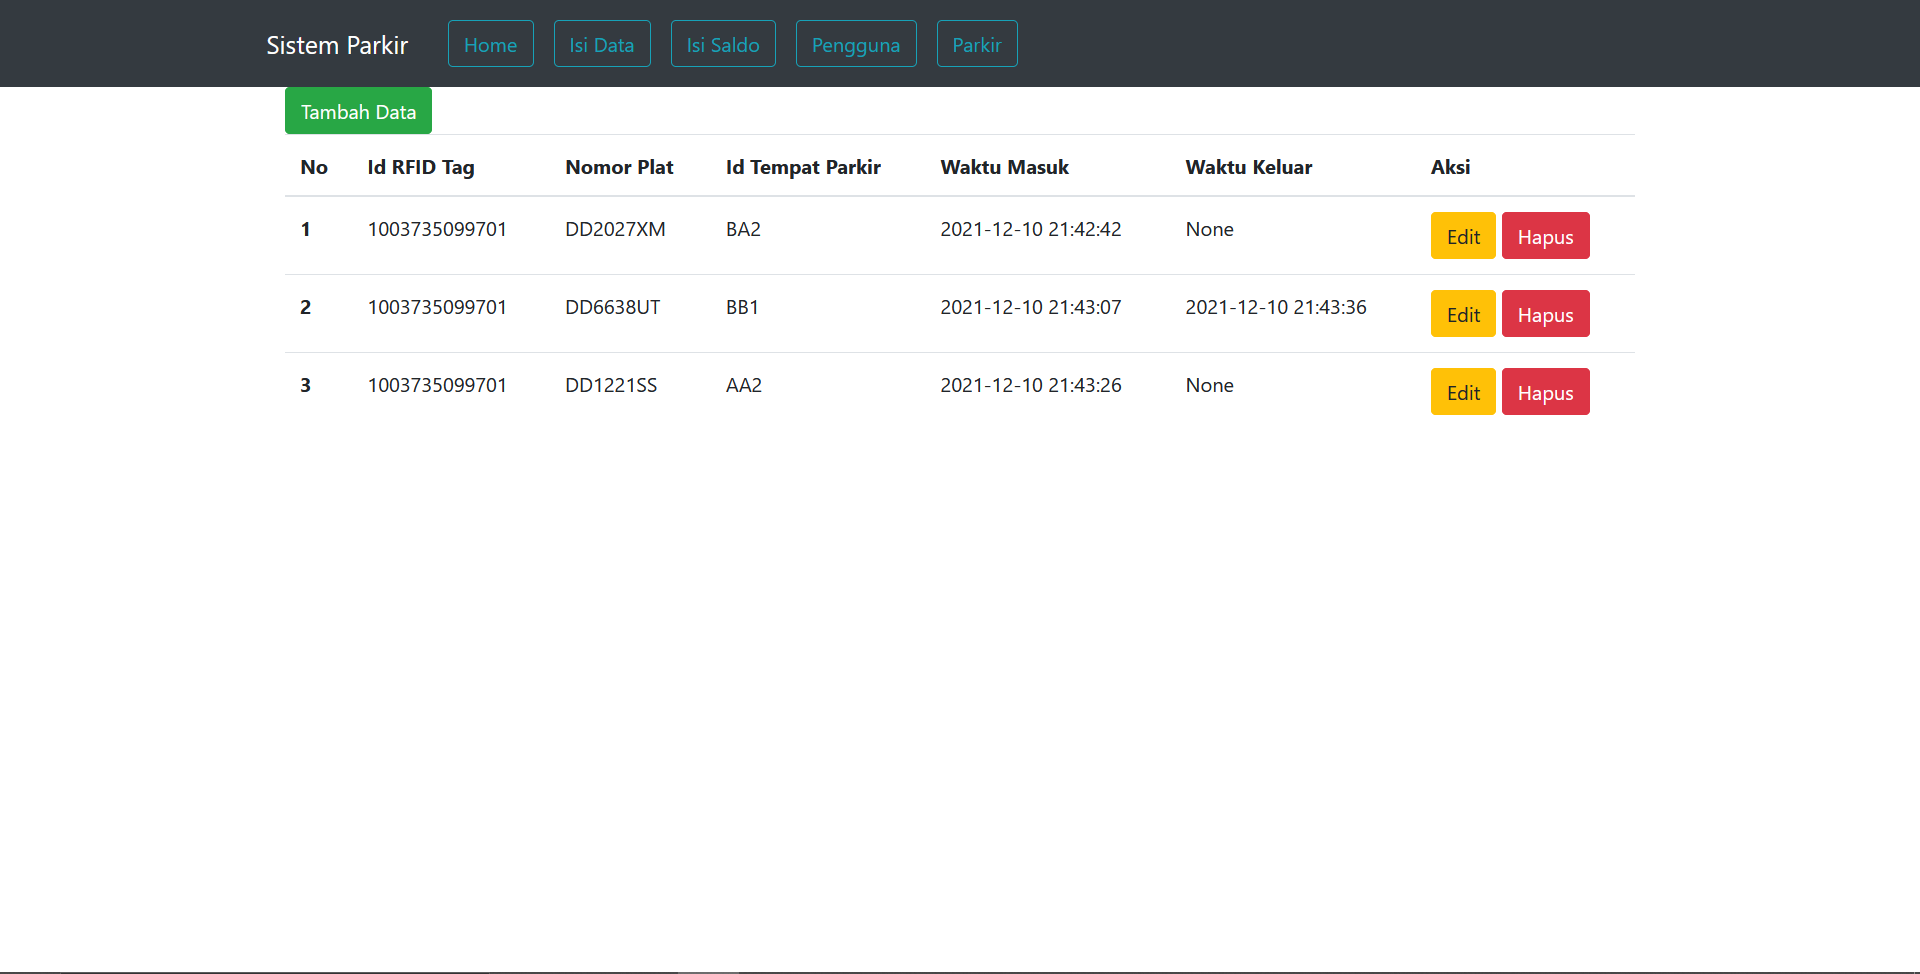 Sistem Parkir Home Isi Data Isi Saldo Pengguna Parkir
Tambah Data
No Id RFID Tag Nomor Plat Id Tempat Parkir Waktu Masuk Waktu Keluar Aksi
1 1003735099701 DD2027XM BA2 2021-12-10 21:42:42 None Edit Hapus
2 1003735099701 DD6638UT BB1 2021-12-10 21:43:07 2021-12-10 21:43:36 Edit Hapus
3 1003735099701 DD1221SS AA2 2021-12-10 21:43:26 None Edit Hapus